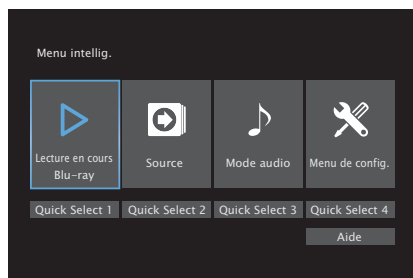 Menu intellig.
Lecture en cours
Blu-ray
Source
Mode audio
Menu de config.
Quick Select 1
Quick Select 2
Quick Select 3
Quick Select 4
Aide